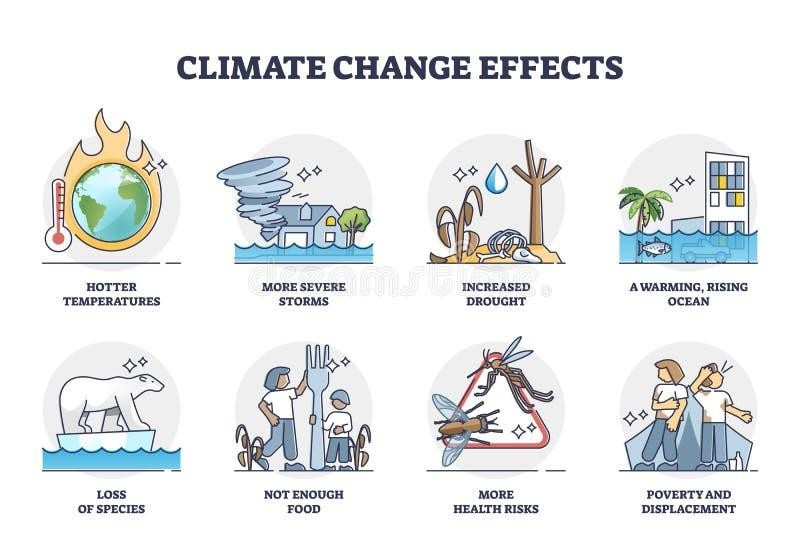 CLIMATE CHANGE EFFECTS
HOTTER
TEMPERATURES
MORE SEVERE
STORMS
INCREASED
DROUGHT
A WARMING, RISING
OCEAN
LOSS
OF SPECIES
NOT ENOUGH
FOOD
MORE
HEALTH RISKS
POVERTY AND
DISPLACEMENT
dreamstime